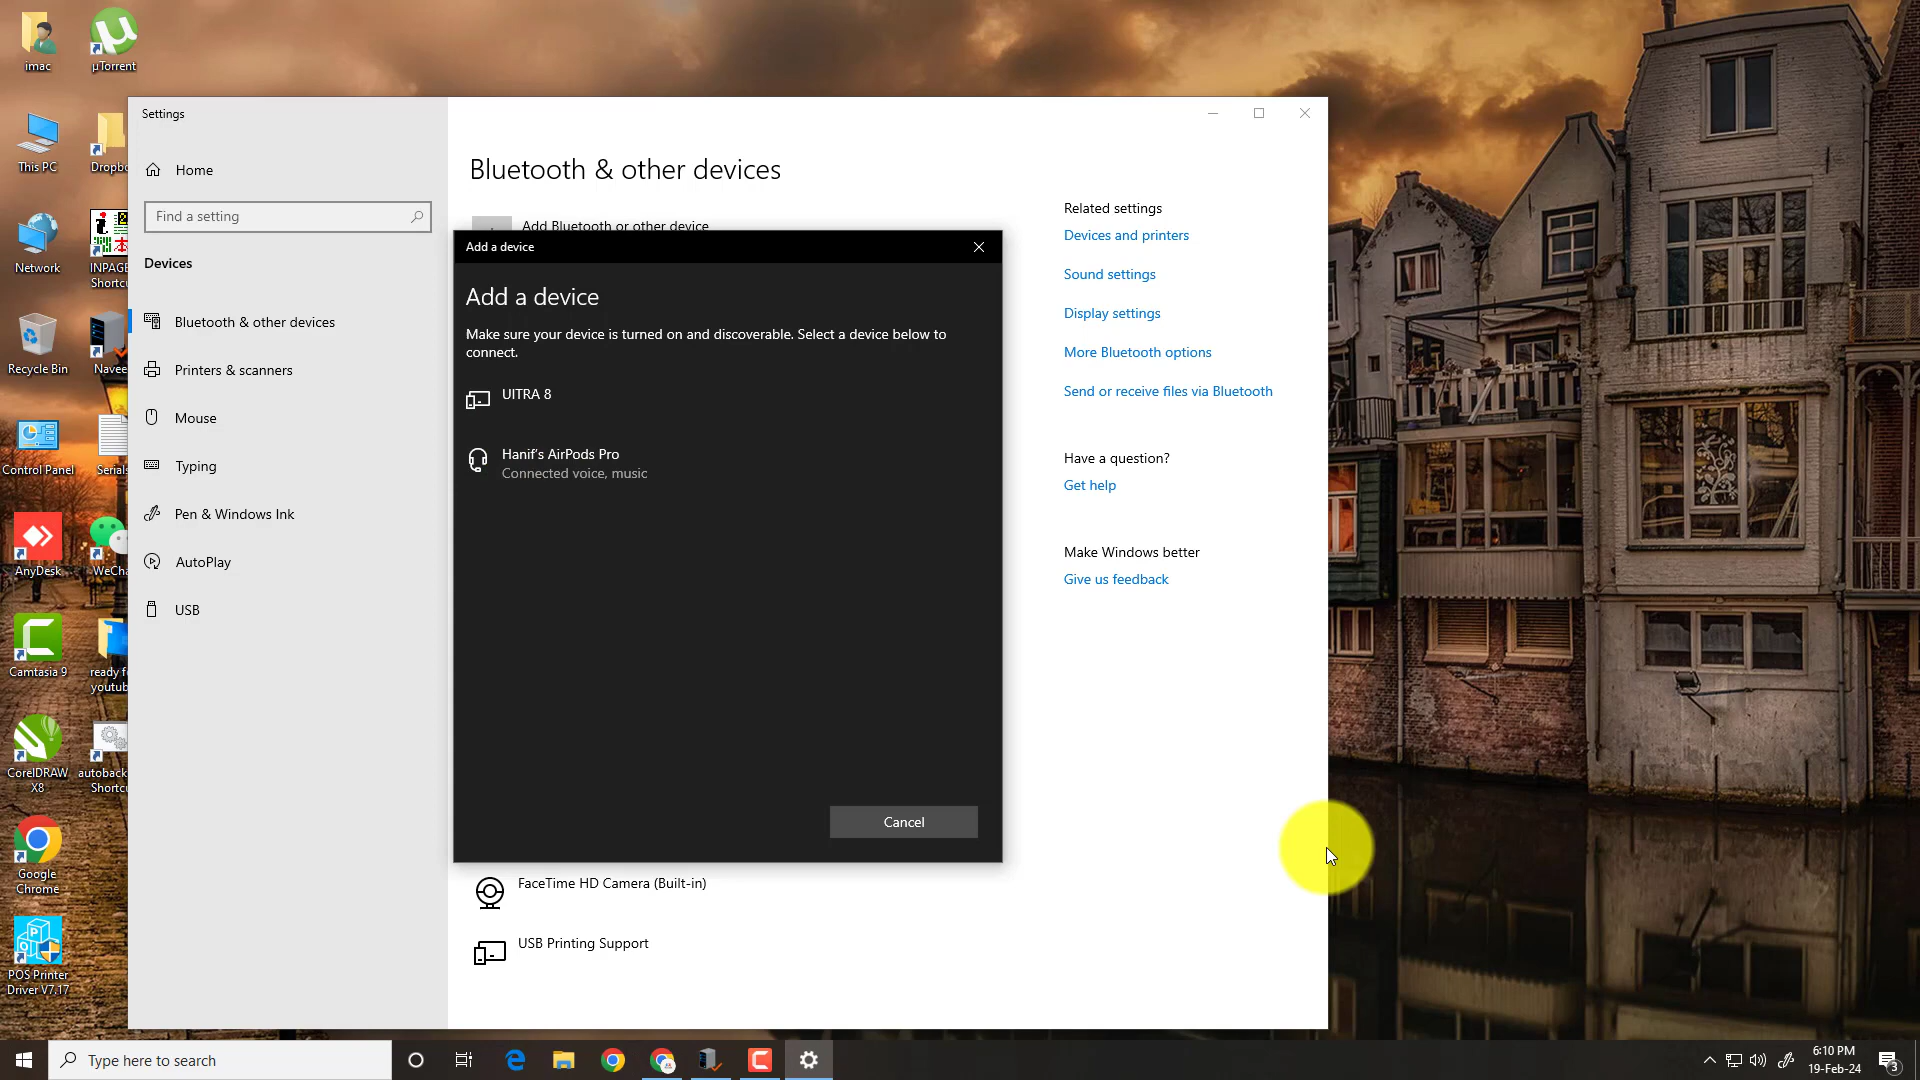 imac
µTorrent
This PC
Dropbo
Network
INPAGE
Shortcu
Recycle Bin
Navee
Control Panel
Serials
AnyDesk
WeCha
Camtasia 9
ready fo
youtub
CorelDRAW
X8
autoback
Shortcu
Google
Chrome
POS Printer
Driver V7.17
Settings
Home
Find a setting
Devices
Bluetooth & other devices
Printers & scanners
Mouse
Typing
Pen & Windows Ink
AutoPlay
USB
Bluetooth & other devices
Add Bluetooth or other device
Add a device
Add a device
Make sure your device is turned on and discoverable. Select a device below to
connect.
UITRA 8
Hanif's AirPods Pro
Connected voice, music
Cancel
FaceTime HD Camera (Built-in)
USB Printing Support
Related settings
Devices and printers
Sound settings
Display settings
More Bluetooth options
Send or receive files via Bluetooth
Have a question?
Get help
Make Windows better
Give us feedback
Type here to search
6:10 PM
19-Feb-24
3